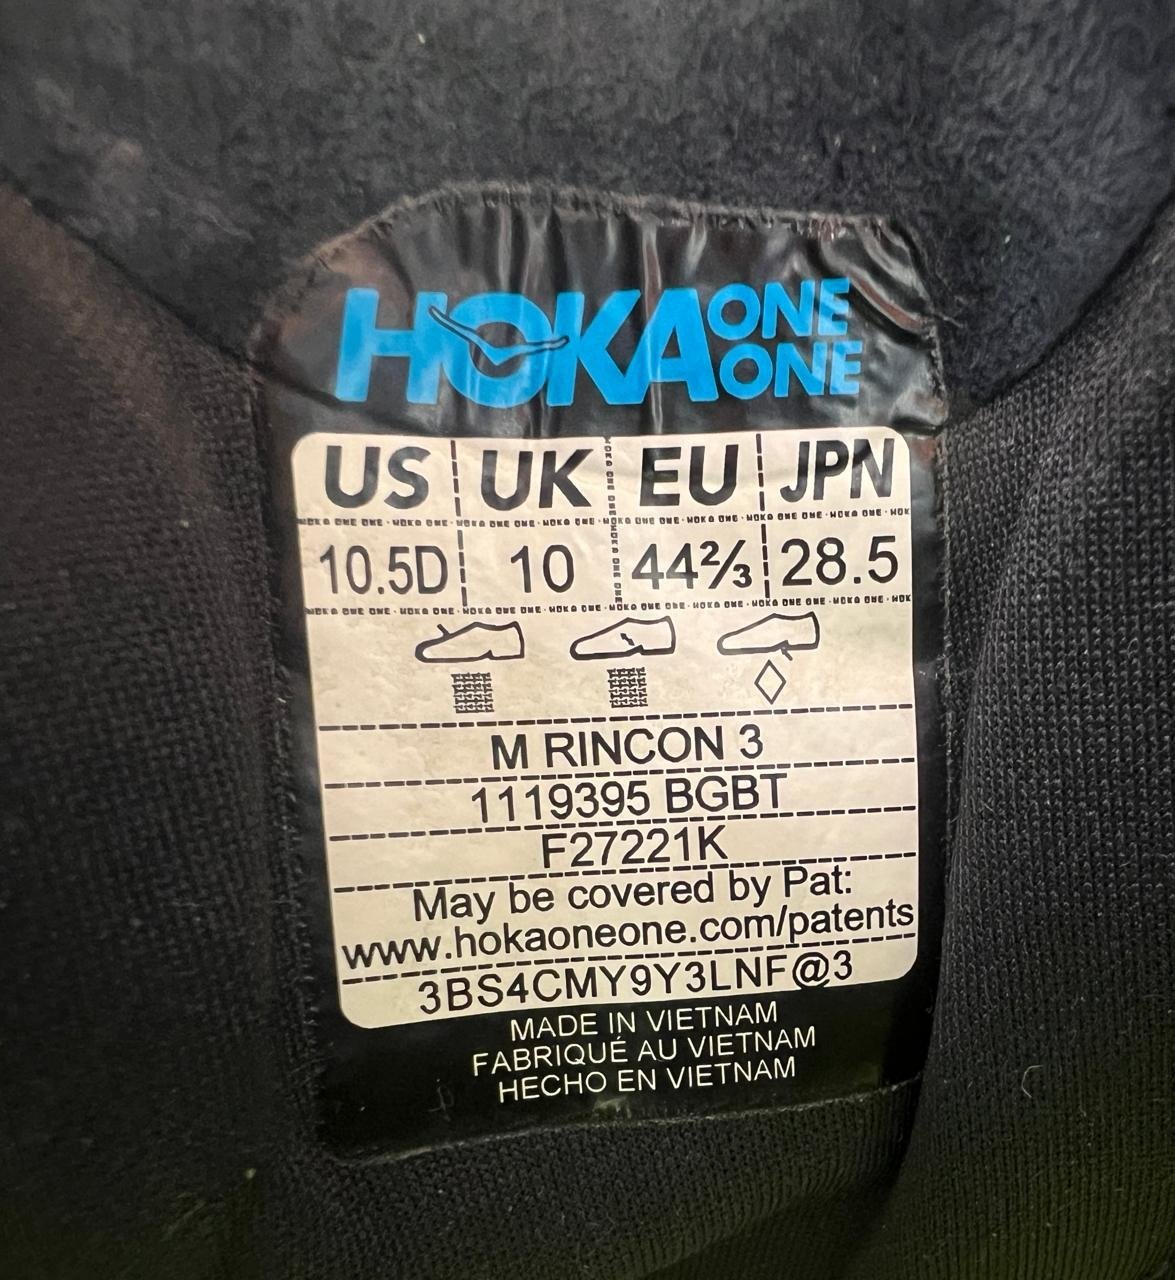 HOKA ONE ONE
US UK EU JPN
10.5D 10 44⅔ 28.5
M RINCON 3
1119395 BGBT
F27221K
May be covered by Pat:
www.hokaoneone.com/patents
3BS4CMY9Y3LNF@3
MADE IN VIETNAM
FABRIQUÉ AU VIETNAM
HECHO EN VIETNAM